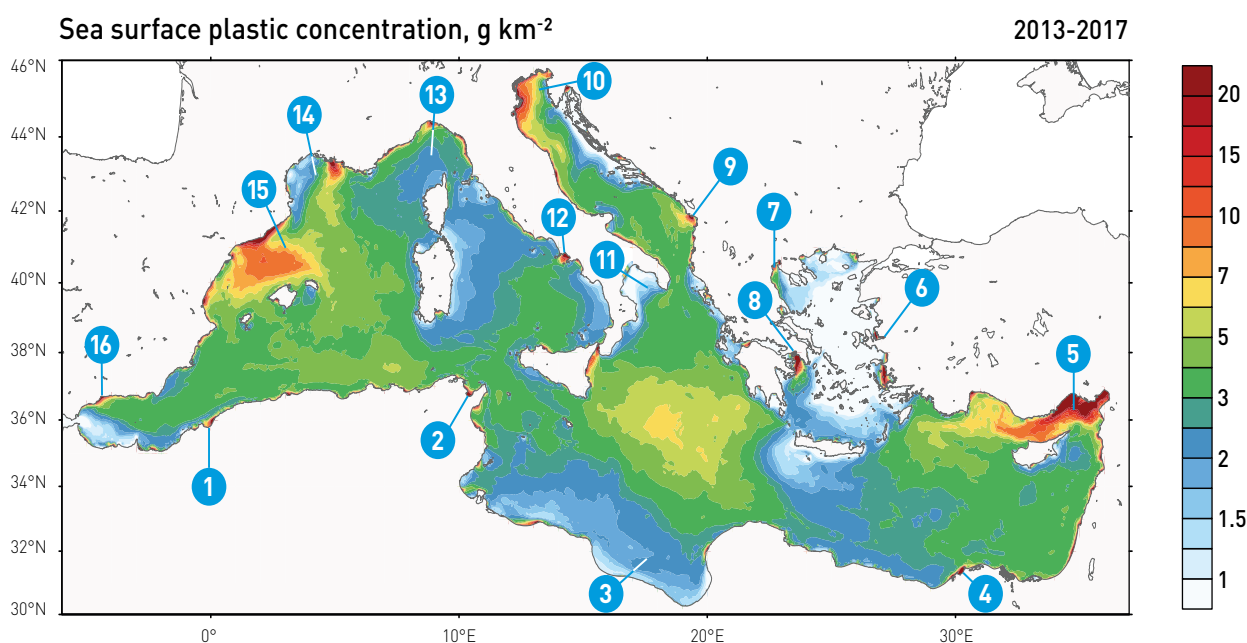 Sea surface plastic concentration, g km⁻² 2013-2017
46°N
44°N
42°N
40°N
38°N
36°N
34°N
32°N
30°N
0° 10°E 20°E 30°E
10
13
14
9
15
7
12
11
6
8
16
5
2
1
3
4
20
15
10
7
5
3
2
1.5
1